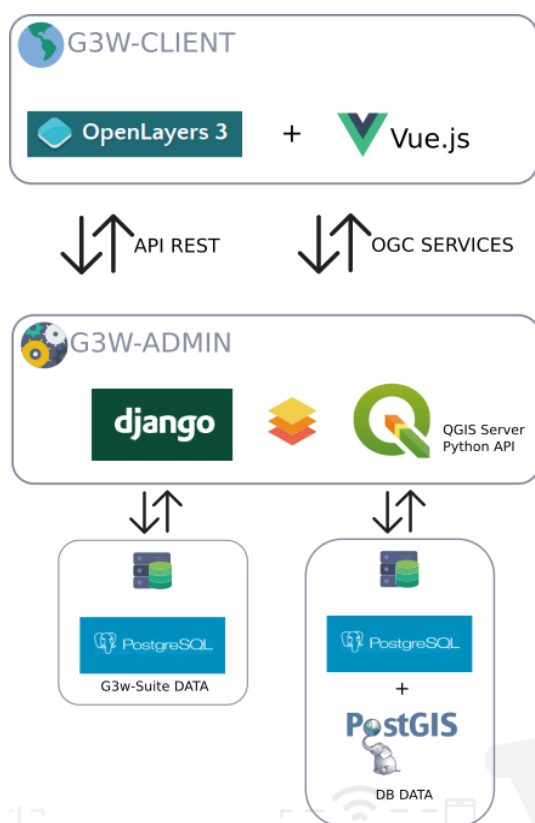 G3W-CLIENT
OpenLayers 3
+
Vue.js
API REST
OGC SERVICES
G3W-ADMIN
django
QGIS Server
Python API
PostgreSQL
G3w-Suite DATA
PostgreSQL
+
PostGIS
DB DATA